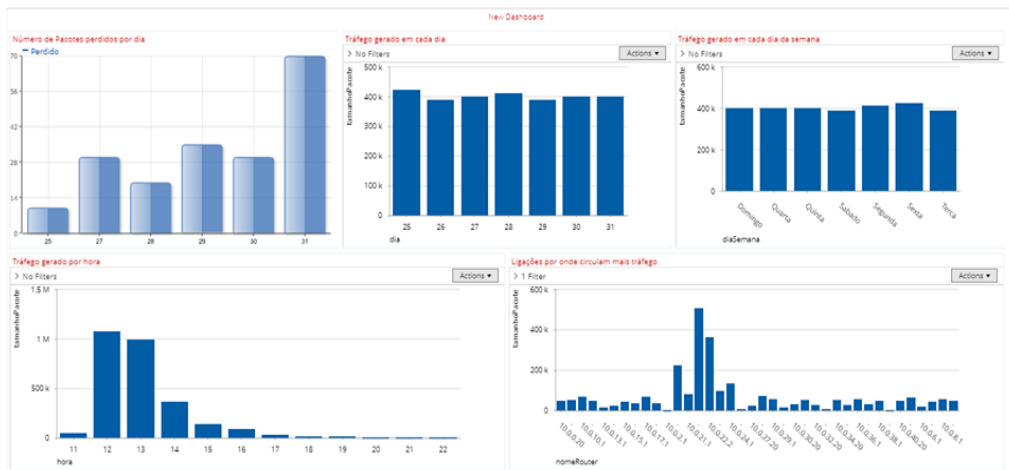 New Dashboard
Número de Pacotes perdidos por dia
Perdido
70
56
42
28
14
0
25 27 28 29 30 31
Tráfego gerado em cada dia
> No Filters
Actions ▾
tamanhoPacote
500 k
400 k
300 k
200 k
100 k
0
25 26 27 28 29 30 31
dia
Tráfego gerado em cada dia da semana
> No Filters
Actions ▾
tamanhoPacote
600 k
400 k
200 k
0
Domingo Quarta Quinta Sabado Segunda Sexta Terca
diaSemana
Tráfego gerado por hora
> No Filters
Actions ▾
tamanhoPacote
1.5 M
1 M
500 k
0
11 12 13 14 15 16 17 18 19 20 21 22
hora
Ligações por onde circulam mais tráfego
> 1 Filter
Actions ▾
tamanhoPacote
600 k
400 k
200 k
0
10.0.0.20 10.0.10.1 10.0.13.1 10.0.15.1 10.0.17.1 10.0.2.1 10.0.21.1 10.0.22.2 10.0.24.1 10.0.27.20 10.0.29.1 10.0.30.20 10.0.32.20 10.0.34.20 10.0.36.1 10.0.38.1 10.0.40.20 10.0.6.1 10.0.8.1
nomeRouter